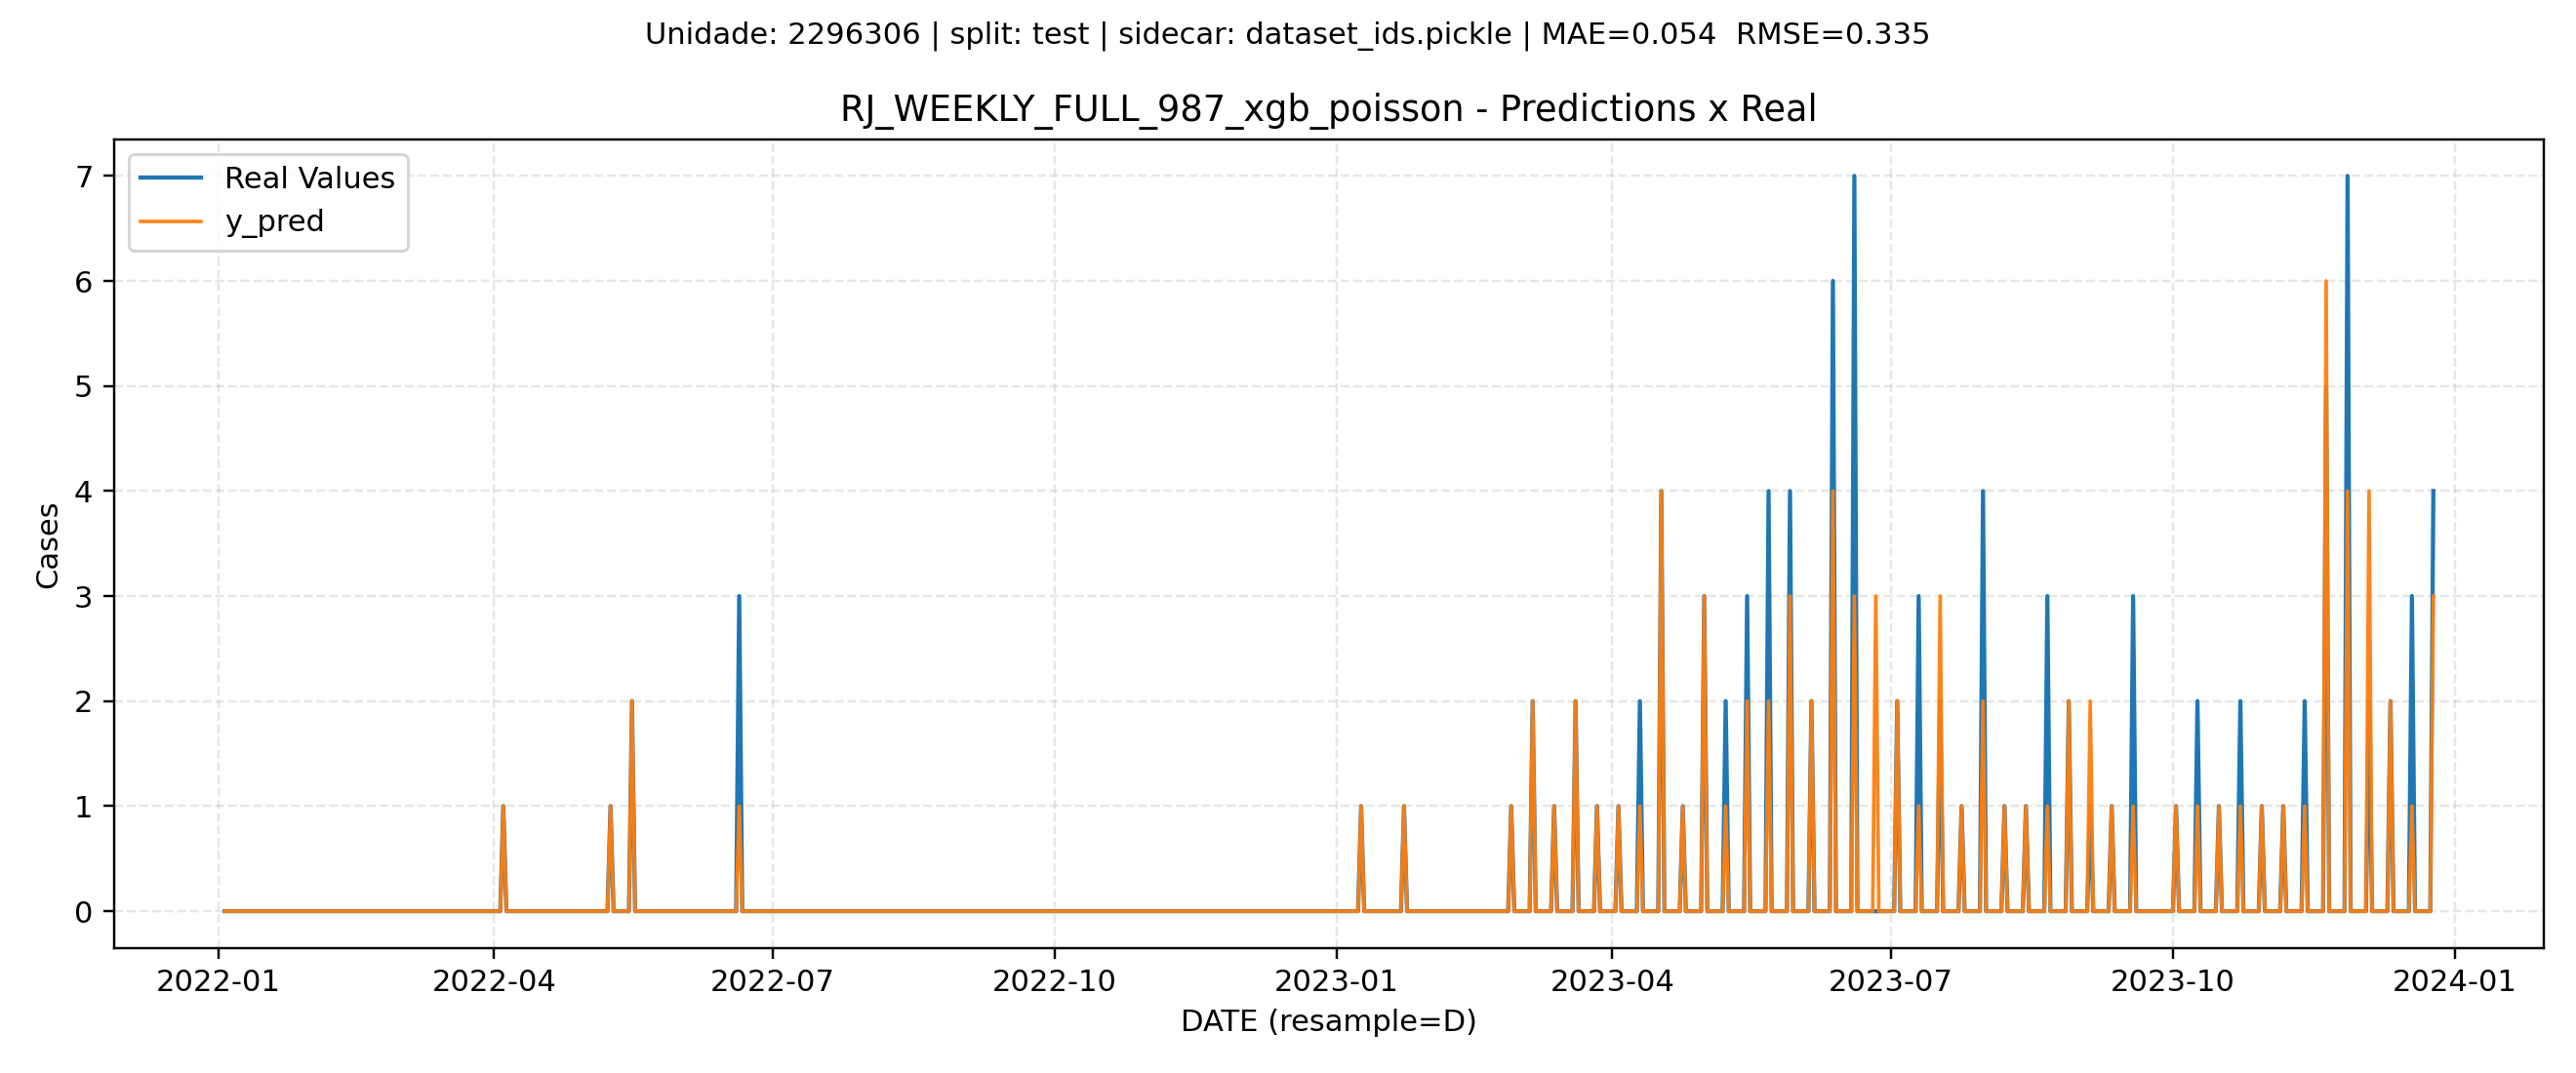 Unidade: 2296306 | split: test | sidecar: dataset_ids.pickle | MAE=0.054  RMSE=0.335
RJ_WEEKLY_FULL_987_xgb_poisson - Predictions x Real
Real Values
y_pred
7
6
5
4
3
2
1
0
Cases
2022-01 2022-04 2022-07 2022-10 2023-01 2023-04 2023-07 2023-10 2024-01
DATE (resample=D)